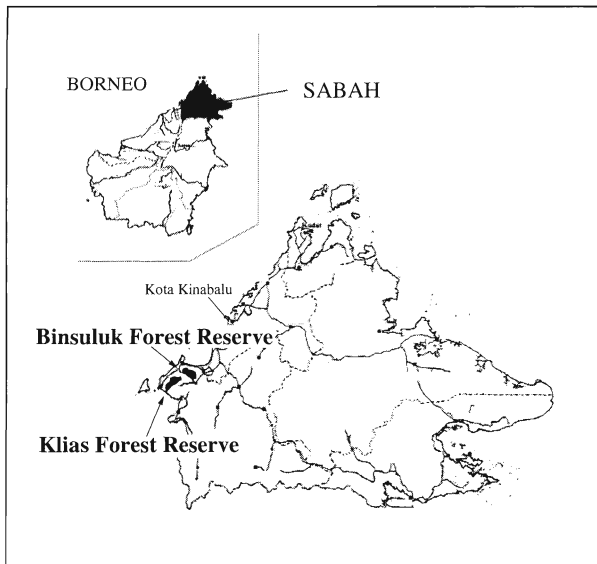 BORNEO
SABAH
Kota Kinabalu
Binsuluk Forest Reserve
Klias Forest Reserve